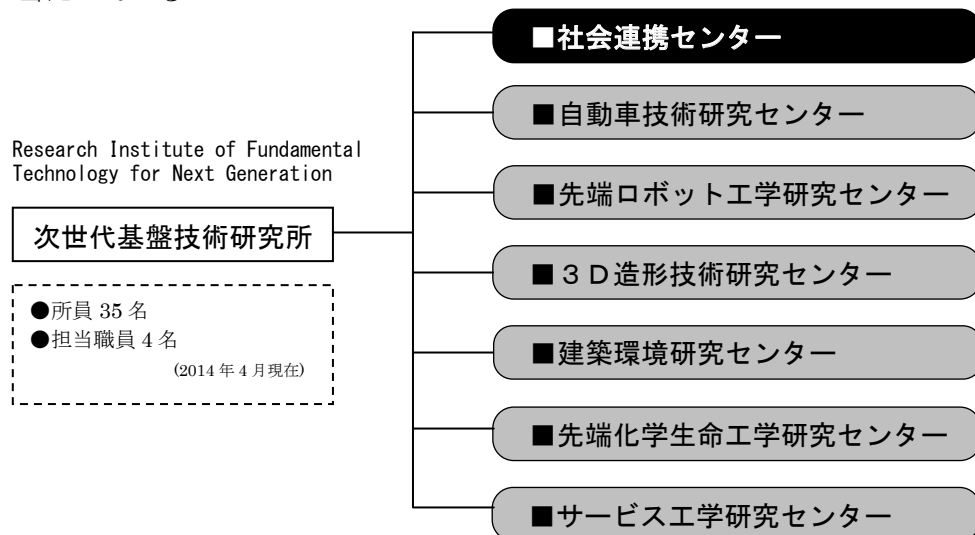 ■社会連携センター
■自動車技術研究センター
Research Institute of Fundamental
Technology for Next Generation
■先端ロボット工学研究センター
次世代基盤技術研究所
■３Ｄ造形技術研究センター
●所員 35 名
●担当職員 4 名
(2014 年 4 月現在)
■建築環境研究センター
■先端化学生命工学研究センター
■サービス工学研究センター